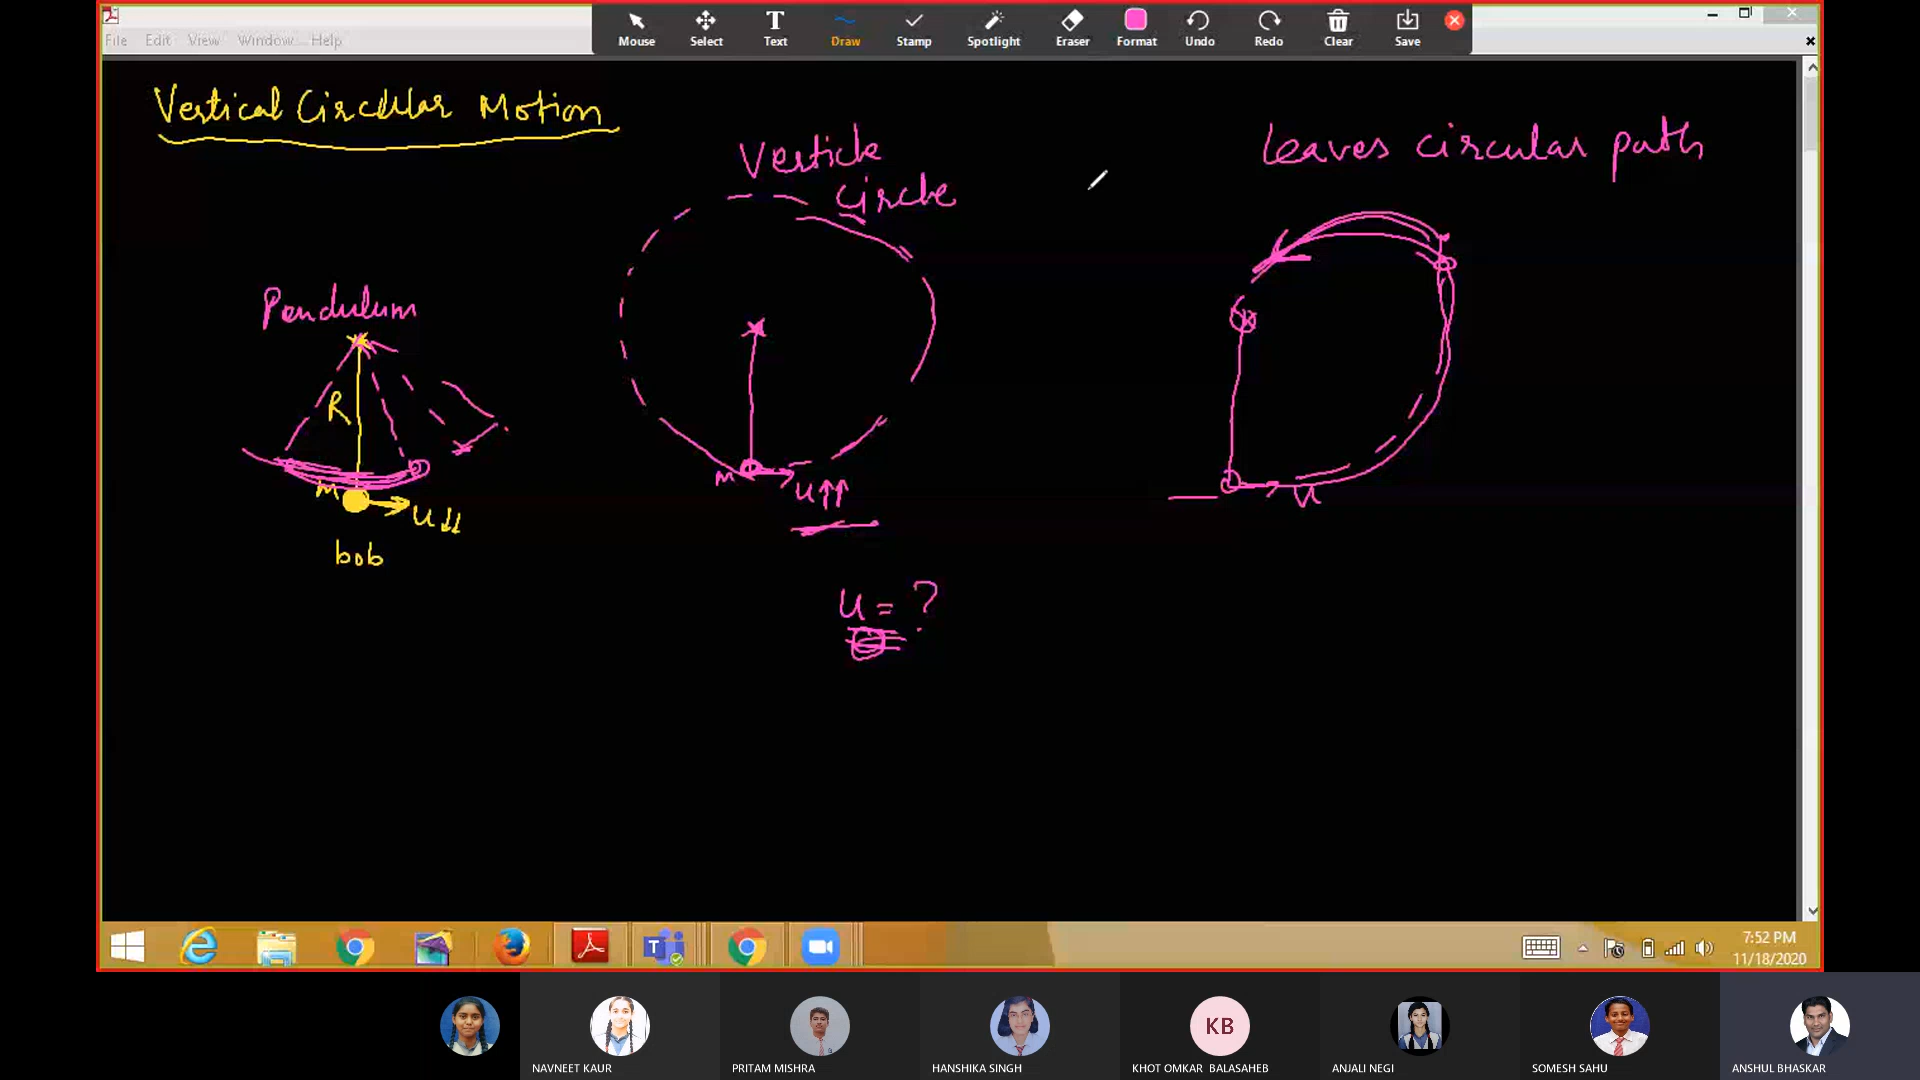 Mouse Select Text Draw Stamp Spotlight Eraser Format Undo Redo Clear Save
File Edit View Window Help
Vertical Circular Motion
Verticle
circle
leaves circular path
Pendulum
R
M
u↓↓
bob
M
u↑↑
u = ?
u
7:52 PM
11/18/2020
KB
NAVNEET KAUR
PRITAM MISHRA
HANSHIKA SINGH
KHOT OMKAR BALASAHEB
ANJALI NEGI
SOMESH SAHU
ANSHUL BHASKAR